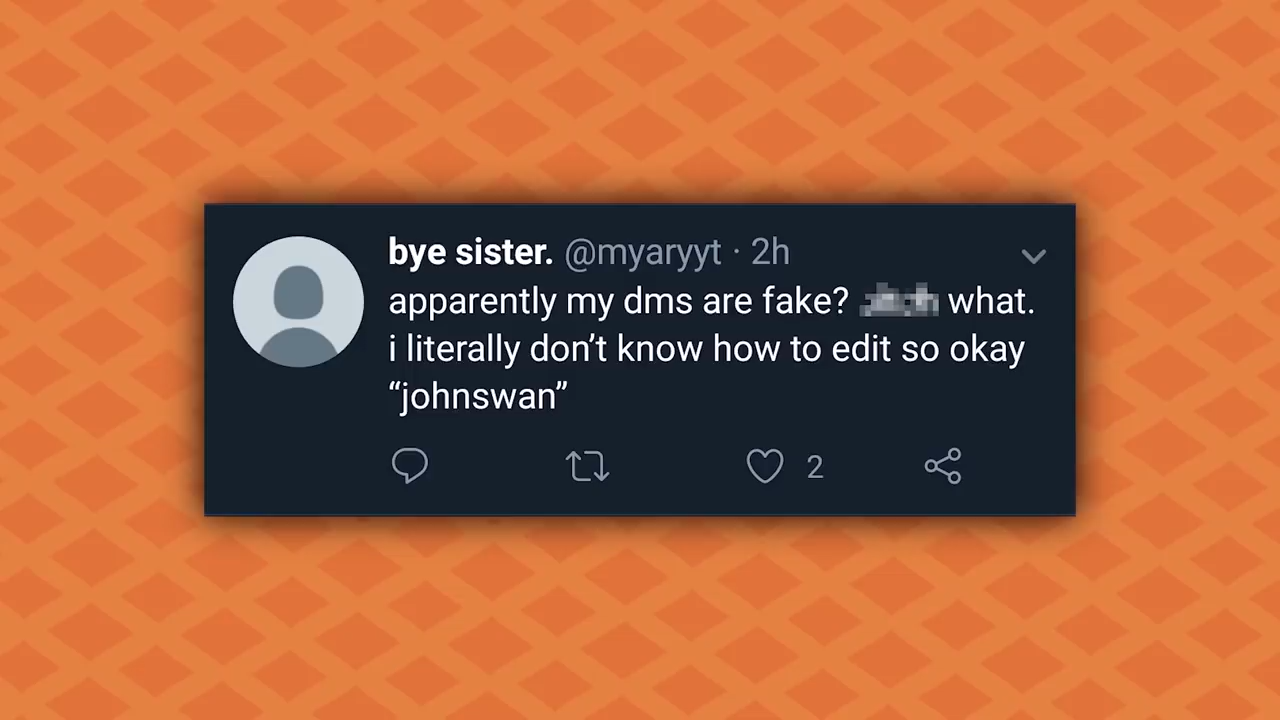 bye sister. @myaryyt · 2h
apparently my dms are fake? what.
i literally don’t know how to edit so okay
“johnswan”
2